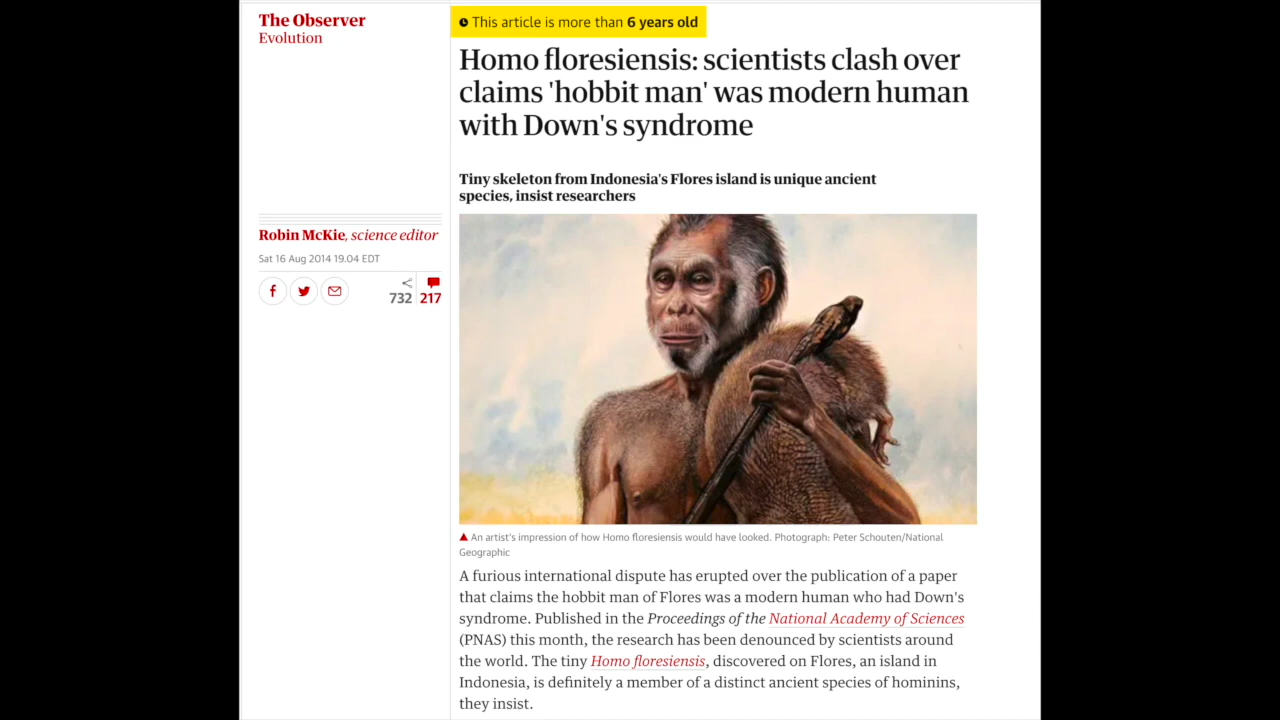 The Observer
Evolution
This article is more than 6 years old
Homo floresiensis: scientists clash over
claims 'hobbit man' was modern human
with Down's syndrome
Tiny skeleton from Indonesia's Flores island is unique ancient
species, insist researchers
Robin McKie, science editor
Sat 16 Aug 2014 19.04 EDT
732 217
An artist's impression of how Homo floresiensis would have looked. Photograph: Peter Schouten/National
Geographic
A furious international dispute has erupted over the publication of a paper
that claims the hobbit man of Flores was a modern human who had Down's
syndrome. Published in the Proceedings of the National Academy of Sciences
(PNAS) this month, the research has been denounced by scientists around
the world. The tiny Homo floresiensis, discovered on Flores, an island in
Indonesia, is definitely a member of a distinct ancient species of hominins,
they insist.